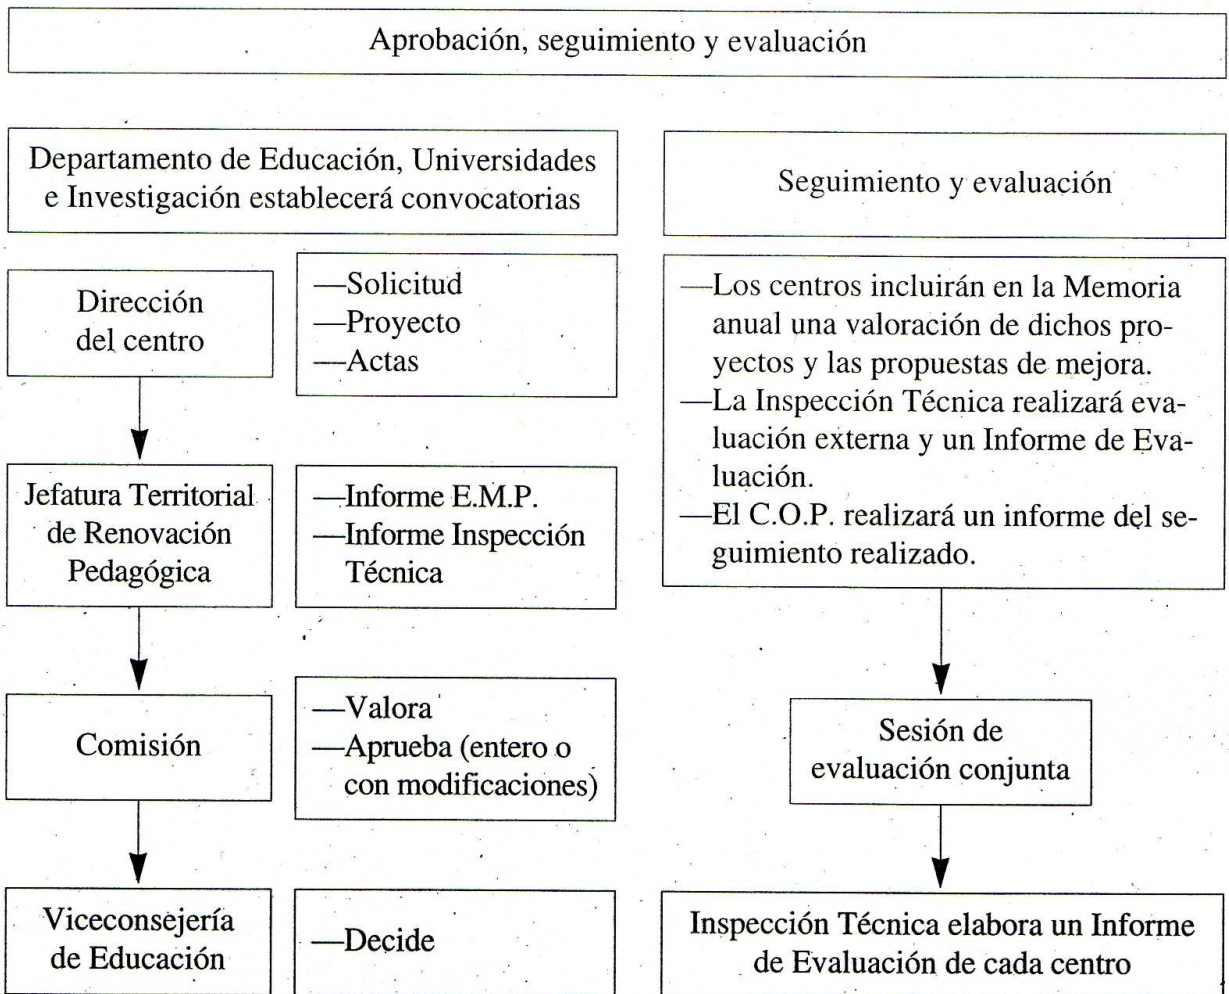 Aprobación, seguimiento y evaluación
Departamento de Educación, Universidades
e Investigación establecerá convocatorias
Dirección
del centro
—Solicitud
—Proyecto
—Actas
Jefatura Territorial
de Renovación
Pedagógica
—Informe E.M.P.
—Informe Inspección
Técnica
Comisión
—Valora
—Aprueba (entero o
con modificaciones)
Viceconsejería
de Educación
—Decide
Seguimiento y evaluación
—Los centros incluirán en la Memoria
anual una valoración de dichos pro-
yectos y las propuestas de mejora.
—La Inspección Técnica realizará eva-
luación externa y un Informe de Eva-
luación.
—El C.O.P. realizará un informe del se-
guimiento realizado.
Sesión de
evaluación conjunta
Inspección Técnica elabora un Informe
de Evaluación de cada centro